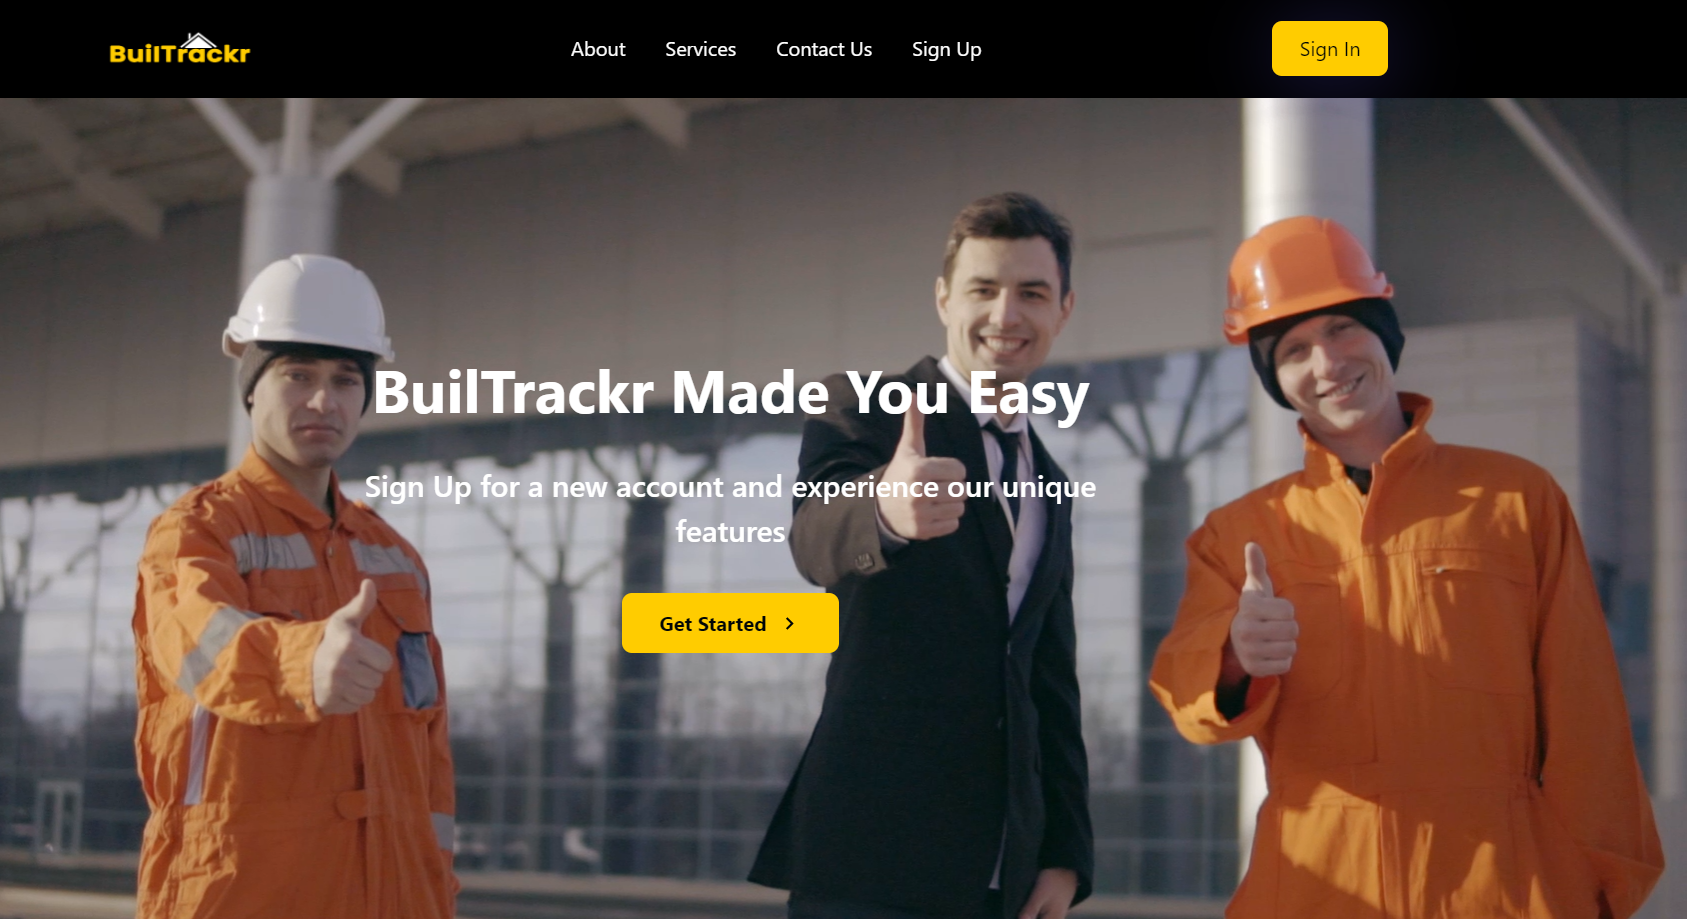 BuilTrackr
About
Services
Contact Us
Sign Up
Sign In
BuilTrackr Made You Easy
Sign Up for a new account and experience our unique
features
Get Started